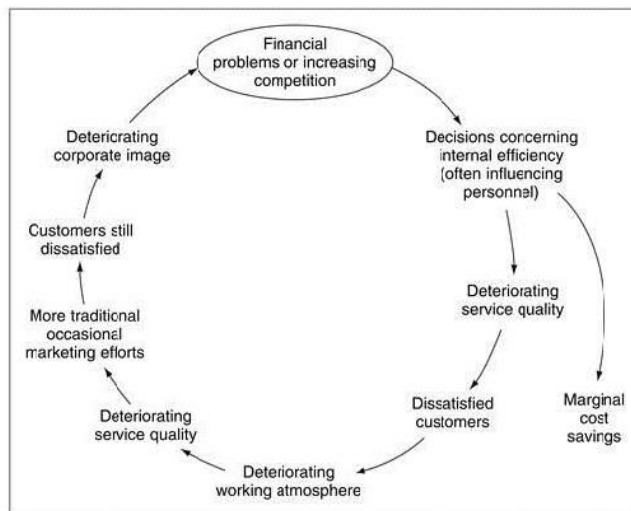 Financial
problems or increasing
competition
Decisions concerning
internal efficiency
(often influencing
personnel)
Deteriorating
service quality
Marginal
cost
savings
Dissatisfied
customers
Deteriorating
working atmosphere
Deteriorating
service quality
More traditional
occasional
marketing efforts
Customers still
dissatisfied
Detericrating
corporate image